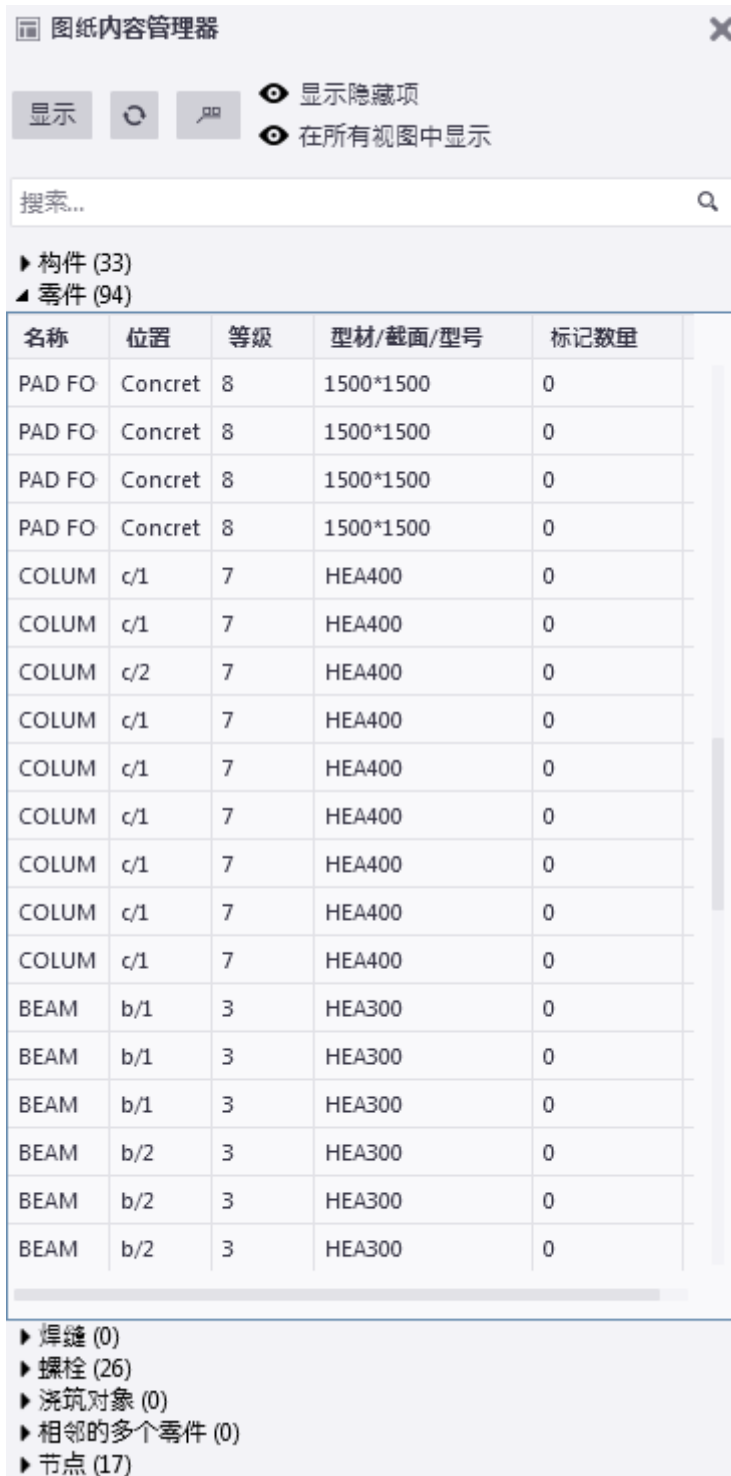 图纸内容管理器
显示
显示隐藏项
在所有视图中显示
搜索...
构件 (33)
零件 (94)
名称 位置 等级 型材/截面/型号 标记数量
PAD FO Concret 8 1500*1500 0
PAD FO Concret 8 1500*1500 0
PAD FO Concret 8 1500*1500 0
PAD FO Concret 8 1500*1500 0
COLUM c/1 7 HEA400 0
COLUM c/1 7 HEA400 0
COLUM c/2 7 HEA400 0
COLUM c/1 7 HEA400 0
COLUM c/1 7 HEA400 0
COLUM c/1 7 HEA400 0
COLUM c/1 7 HEA400 0
COLUM c/1 7 HEA400 0
COLUM c/1 7 HEA400 0
BEAM b/1 3 HEA300 0
BEAM b/1 3 HEA300 0
BEAM b/1 3 HEA300 0
BEAM b/2 3 HEA300 0
BEAM b/2 3 HEA300 0
BEAM b/2 3 HEA300 0
焊缝 (0)
螺栓 (26)
浇筑对象 (0)
相邻的多个零件 (0)
节点 (17)